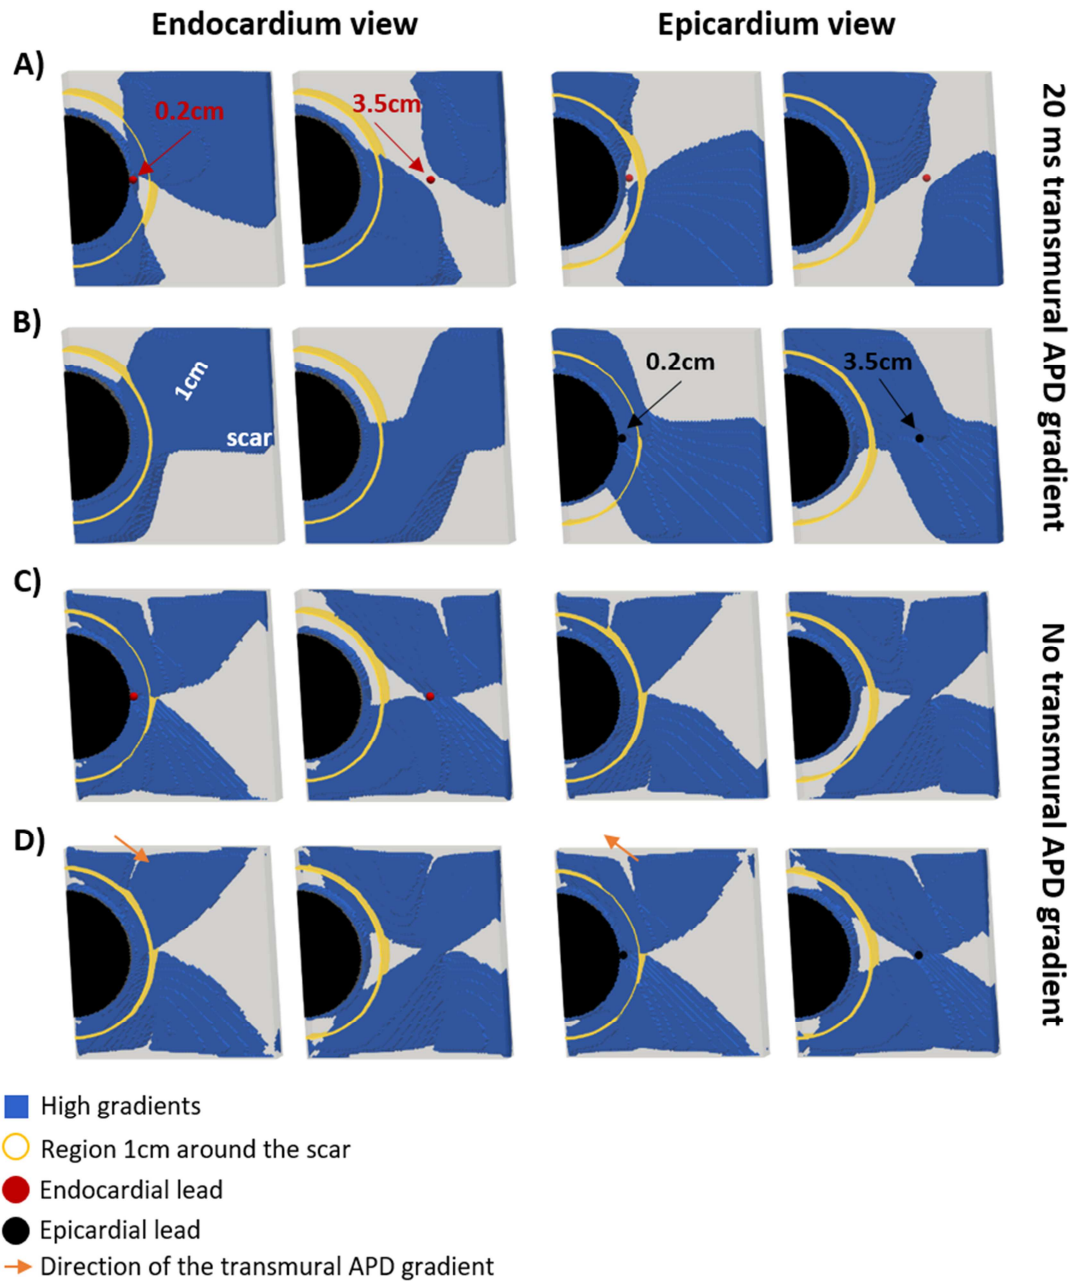 Endocardium view
Epicardium view
A)
0.2cm
3.5cm
20 ms transmural APD gradient
B)
1cm
scar
0.2cm
3.5cm
C)
No transmural APD gradient
D)
High gradients
Region 1cm around the scar
Endocardial lead
Epicardial lead
Direction of the transmural APD gradient